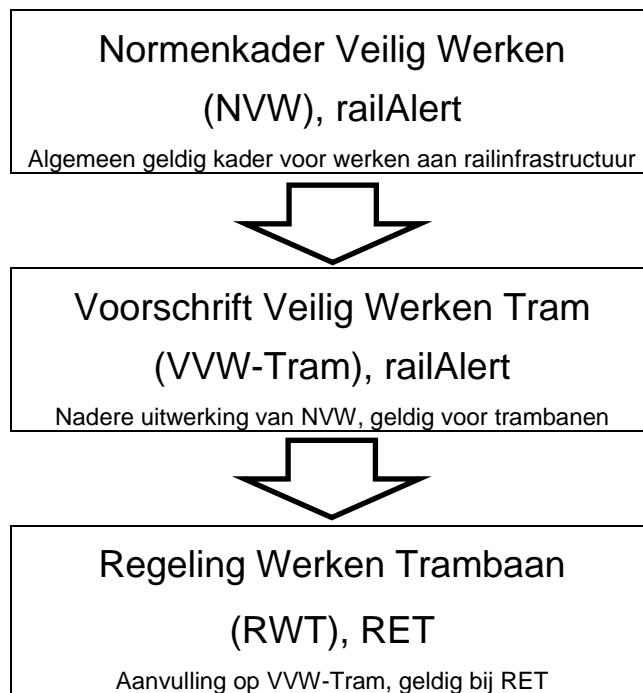 Normenkader Veilig Werken
(NVW), railAlert
Algemeen geldig kader voor werken aan railinfrastructuur
Voorschrift Veilig Werken Tram
(VVW-Tram), railAlert
Nadere uitwerking van NVW, geldig voor trambanen
Regeling Werken Trambaan
(RWT), RET
Aanvulling op VVW-Tram, geldig bij RET